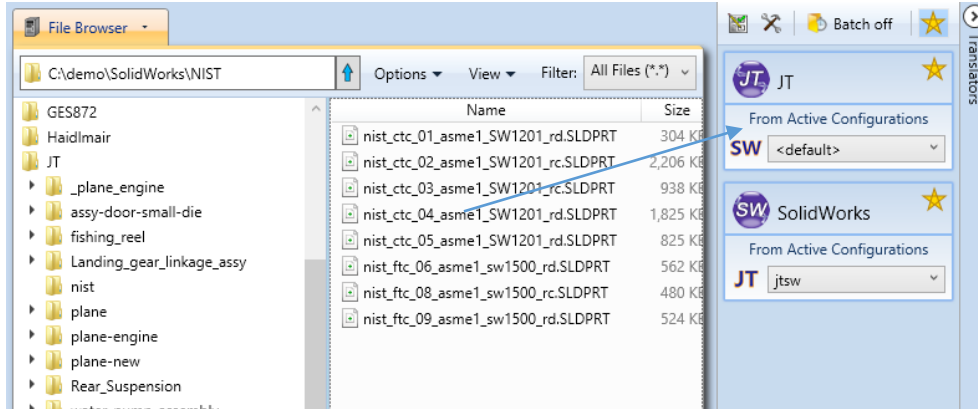 File Browser
C:\demo\SolidWorks\NIST
Options
View
Filter:
All Files (*.*)
GES872
Haidlmair
JT
_plane_engine
assy-door-small-die
fishing_reel
Landing_gear_linkage_assy
nist
plane
plane-engine
plane-new
Rear_Suspension
water-pump-assembly
Name Size
nist_ctc_01_asme1_SW1201_rd.SLDPRT 304 KB
nist_ctc_02_asme1_SW1201_rc.SLDPRT 2,206 KB
nist_ctc_03_asme1_SW1201_rc.SLDPRT 938 KB
nist_ctc_04_asme1_SW1201_rd.SLDPRT 1,825 KB
nist_ctc_05_asme1_SW1201_rd.SLDPRT 825 KB
nist_ftc_06_asme1_sw1500_rd.SLDPRT 562 KB
nist_ftc_08_asme1_sw1500_rc.SLDPRT 480 KB
nist_ftc_09_asme1_sw1500_rd.SLDPRT 524 KB
Batch off
JT JT
From Active Configurations
SW <default>
SW SolidWorks
From Active Configurations
JT jtsw
Translators